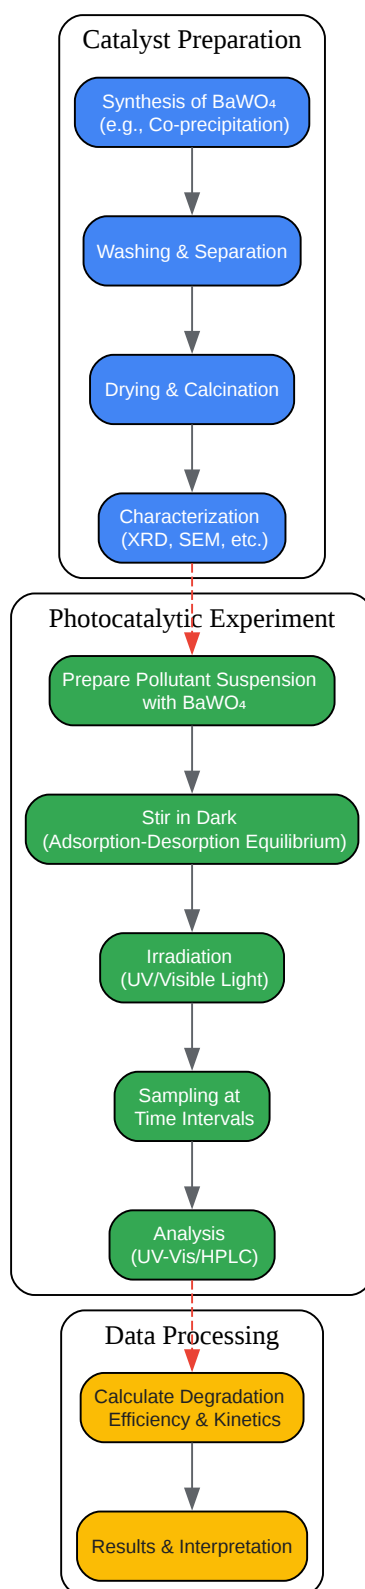 Catalyst Preparation
Synthesis of BaWO₄
(e.g., Co-precipitation)
Washing & Separation
Drying & Calcination
Characterization
(XRD, SEM, etc.)
Photocatalytic Experiment
Prepare Pollutant Suspension
with BaWO₄
Stir in Dark
(Adsorption-Desorption Equilibrium)
Irradiation
(UV/Visible Light)
Sampling at
Time Intervals
Analysis
(UV-Vis/HPLC)
Data Processing
Calculate Degradation
Efficiency & Kinetics
Results & Interpretation